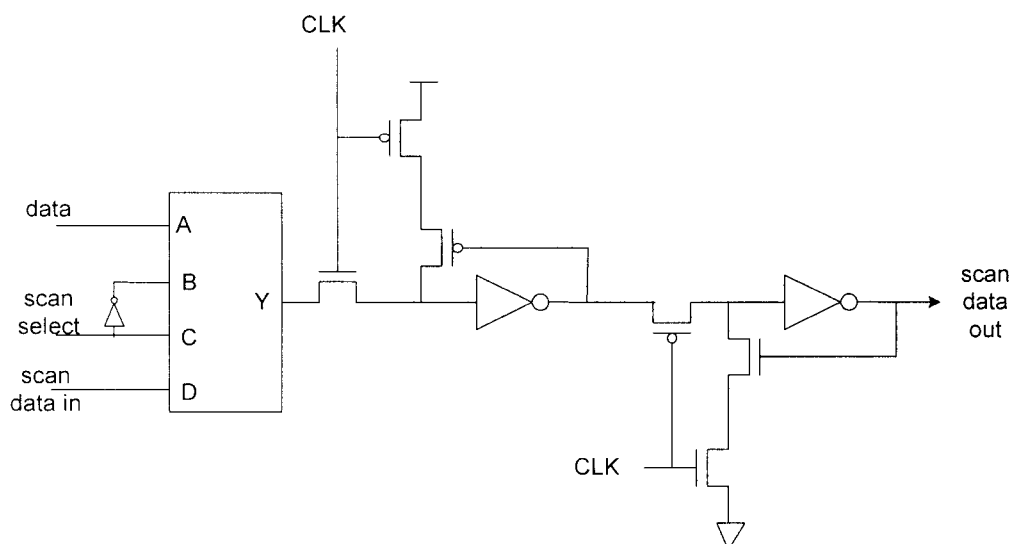 CLK
data
A
B
scan
select
C
Y
scan
data in
D
scan
data
out
CLK